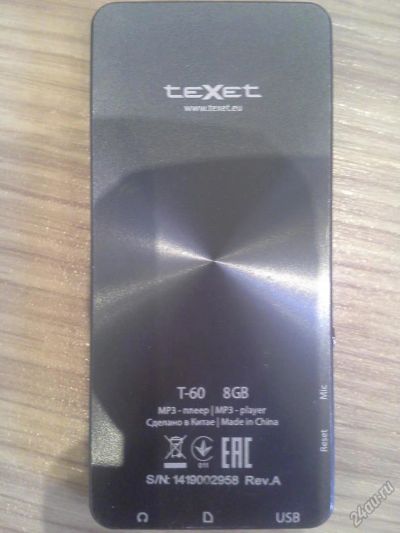 teXet
www.texet.eu
T-60 8GB
MP3 - плеер | MP3 - player
Сделано в Китае | Made in China
011
EAC
S/N: 1419002958 Rev.A
Mic
Reset
USB
24au.ru